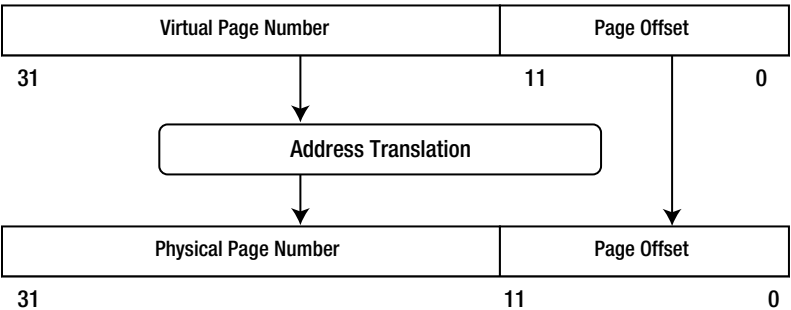 Virtual Page Number Page Offset
31 11 0
Address Translation
Physical Page Number Page Offset
31 11 0